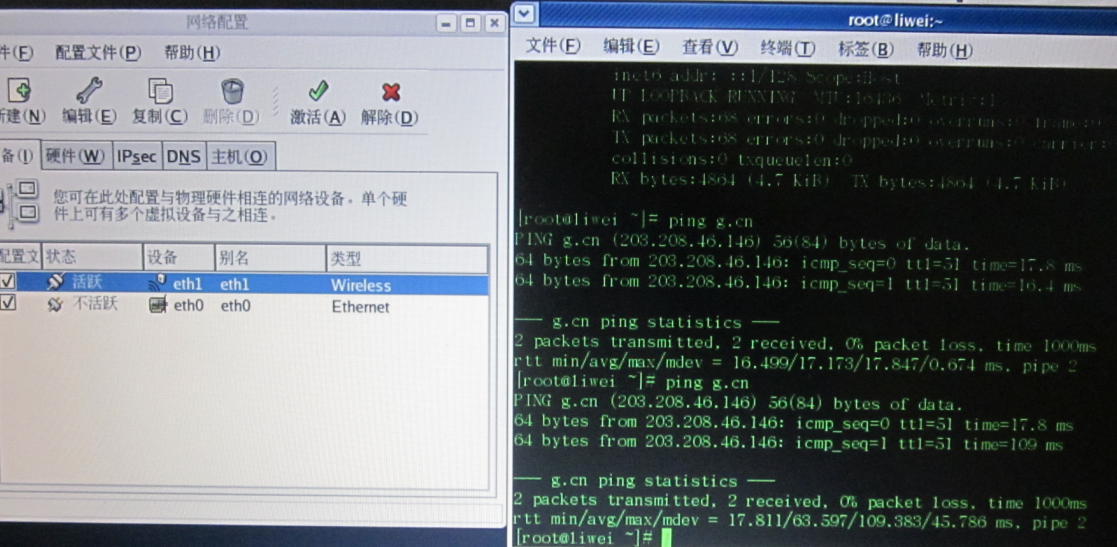 网络配置
件(F) 配置文件(P) 帮助(H)
新建(N) 编辑(E) 复制(C) 删除(D) 激活(A) 解除(D)
备(I) 硬件(W) IPsec DNS 主机(O)
您可在此处配置与物理硬件相连的网络设备。单个硬
件上可有多个虚拟设备与之相连。
配置文 状态 设备 别名 类型
活跃 eth1 eth1 Wireless
不活跃 eth0 eth0 Ethernet
root@liwei:~
文件(F) 编辑(E) 查看(V) 终端(T) 标签(B) 帮助(H)
inet6 addr: ::1/128 Scope:Host
UP LOOPBACK RUNNING MTU:16436 Metric:1
RX packets:68 errors:0 dropped:0 overruns:0 frame:0
TX packets:68 errors:0 dropped:0 overruns:0 carrier:0
collisions:0 txqueuelen:0
RX bytes:4864 (4.7 KiB) TX bytes:4864 (4.7 KiB)
[root@liwei ~]# ping g.cn
PING g.cn (203.208.46.146) 56(84) bytes of data.
64 bytes from 203.208.46.146: icmp_seq=0 ttl=51 time=17.8 ms
64 bytes from 203.208.46.146: icmp_seq=1 ttl=51 time=16.4 ms
--- g.cn ping statistics ---
2 packets transmitted, 2 received, 0% packet loss, time 1000ms
rtt min/avg/max/mdev = 16.499/17.173/17.847/0.674 ms, pipe 2
[root@liwei ~]# ping g.cn
PING g.cn (203.208.46.146) 56(84) bytes of data.
64 bytes from 203.208.46.146: icmp_seq=0 ttl=51 time=17.8 ms
64 bytes from 203.208.46.146: icmp_seq=1 ttl=51 time=109 ms
--- g.cn ping statistics ---
2 packets transmitted, 2 received, 0% packet loss, time 1000ms
rtt min/avg/max/mdev = 17.811/63.597/109.383/45.786 ms, pipe 2
[root@liwei ~]#